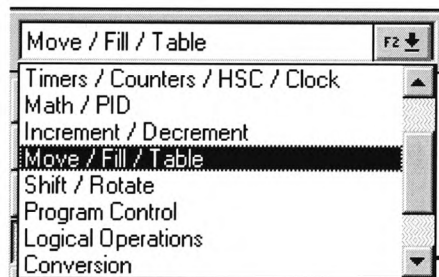 Move / Fill / Table F2
Timers / Counters / HSC / Clock
Math / PID
Increment / Decrement
Move / Fill / Table
Shift / Rotate
Program Control
Logical Operations
Conversion